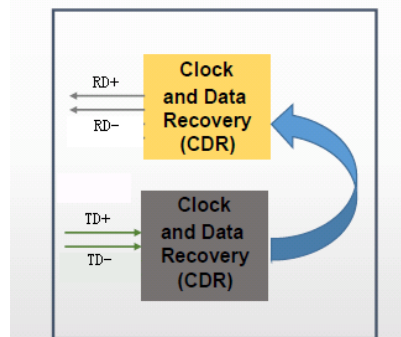 Clock
and Data
Recovery
(CDR)
RD+
RD-
Clock
and Data
Recovery
(CDR)
TD+
TD-